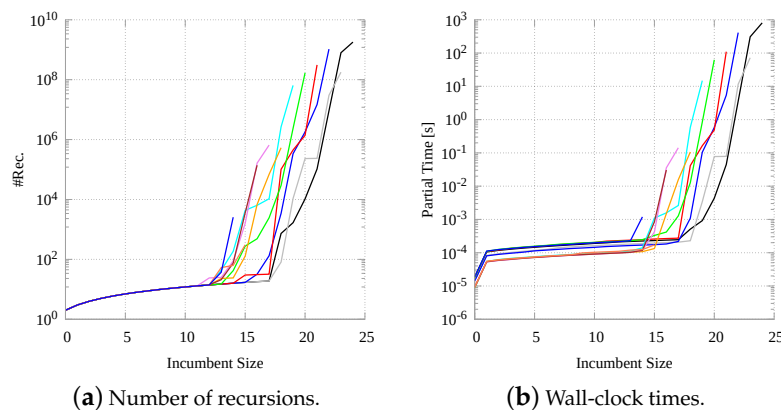 10^10
10^8
10^6
10^4
10^2
10^0
#Rec.
0 5 10 15 20 25
Incumbent Size
(a) Number of recursions.
10^3
10^2
10^1
10^0
10^-1
10^-2
10^-3
10^-4
10^-5
10^-6
Partial Time [s]
0 5 10 15 20 25
Incumbent Size
(b) Wall-clock times.